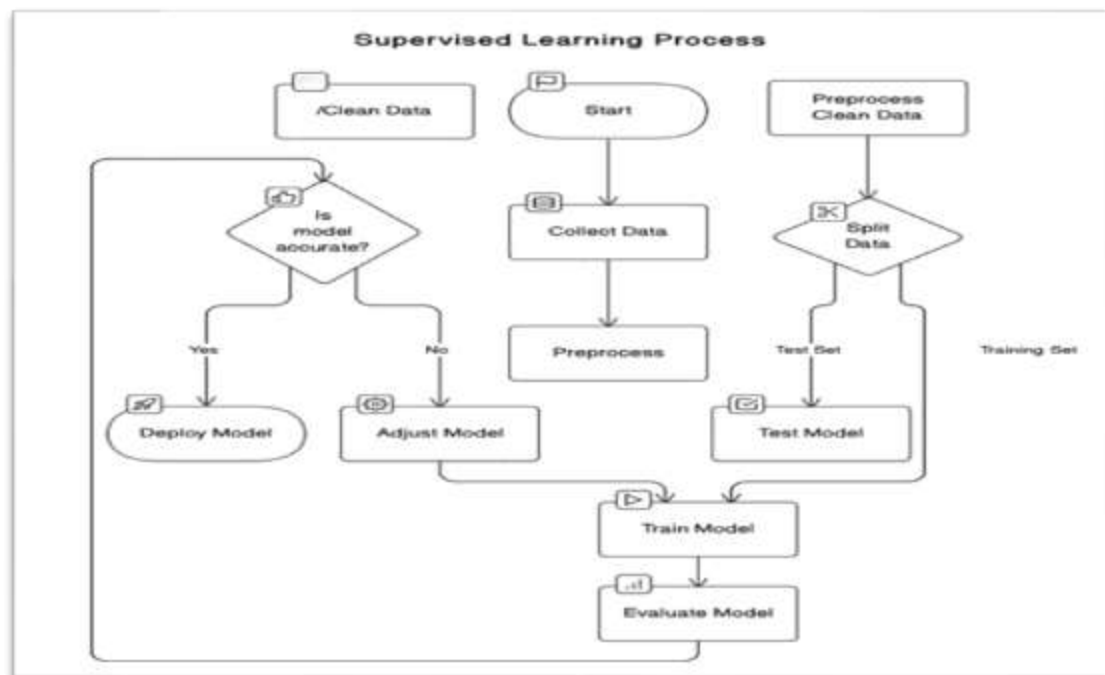 Supervised Learning Process
/Clean Data
Start
Preprocess
Clean Data
Is
model
accurate?
Collect Data
Split
Data
Yes
No
Preprocess
Test Set
Training Set
Deploy Model
Adjust Model
Test Model
Train Model
Evaluate Model